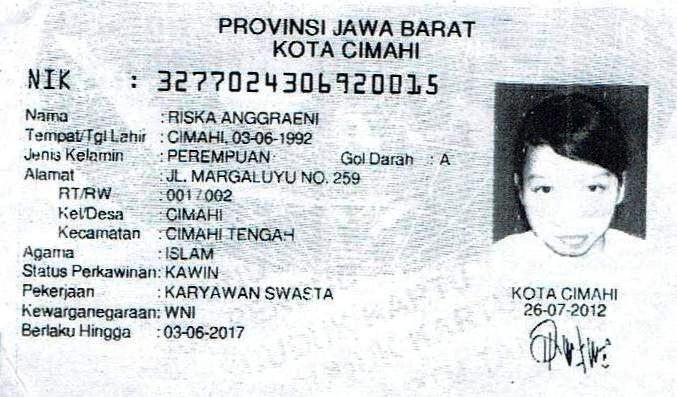 PROVINSI JAWA BARAT
KOTA CIMAHI
NIK : 3277024306920015
Nama : RISKA ANGGRAENI
Tempat/Tgl Lahir : CIMAHI, 03-06-1992
Jenis Kelamin : PEREMPUAN Gol Darah : A
Alamat : JL. MARGALUYU NO. 259
RT/RW : 001 / 002
Kel/Desa : CIMAHI
Kecamatan : CIMAHI TENGAH
Agama : ISLAM
Status Perkawinan: KAWIN
Pekerjaan : KARYAWAN SWASTA
Kewarganegaraan: WNI
Berlaku Hingga : 03-06-2017
KOTA CIMAHI
26-07-2012